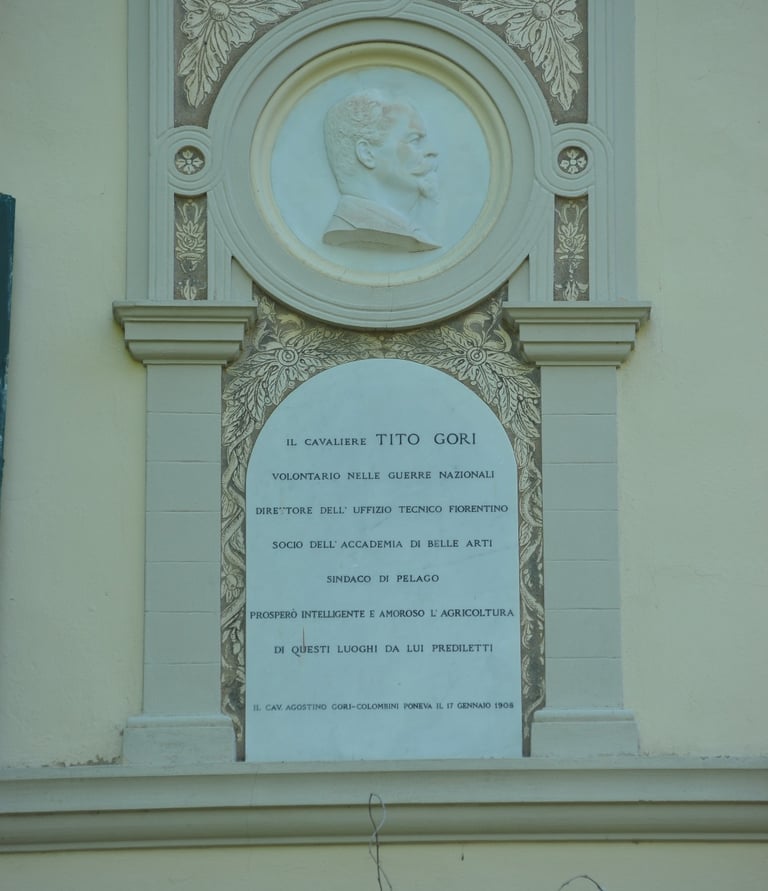 IL CAVALIERE TITO GORI
VOLONTARIO NELLE GUERRE NAZIONALI
DIRETTORE DELL' UFFIZIO TECNICO FIORENTINO
SOCIO DELL' ACCADEMIA DI BELLE ARTI
SINDACO DI PELAGO
PROSPERÒ INTELLIGENTE E AMOROSO L' AGRICOLTURA
DI QUESTI LUOGHI DA LUI PREDILETTI
IL CAV. AGOSTINO GORI-COLOMBINI PONEVA IL 17 GENNAIO 1908